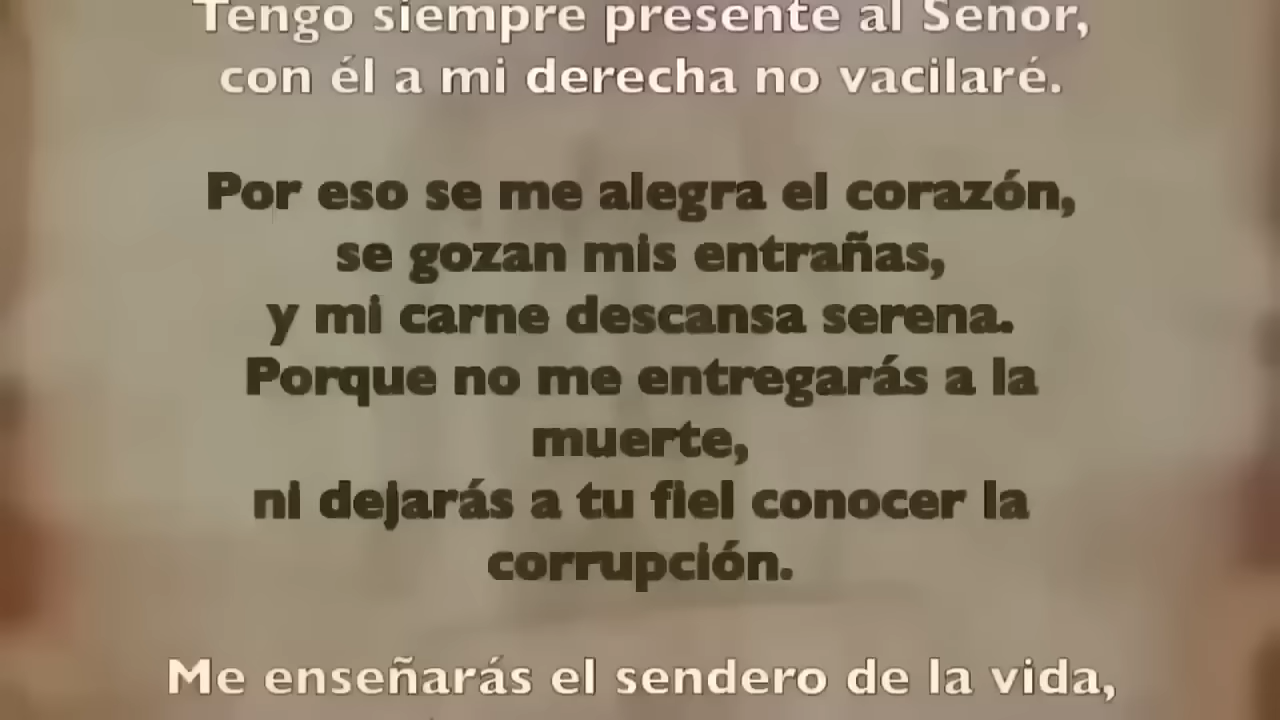 Tengo siempre presente al Señor,
con él a mi derecha no vacilaré.
Por eso se me alegra el corazón,
se gozan mis entrañas,
y mi carne descansa serena.
Porque no me entregarás a la
muerte,
ni dejarás a tu fiel conocer la
corrupción.
Me enseñarás el sendero de la vida,